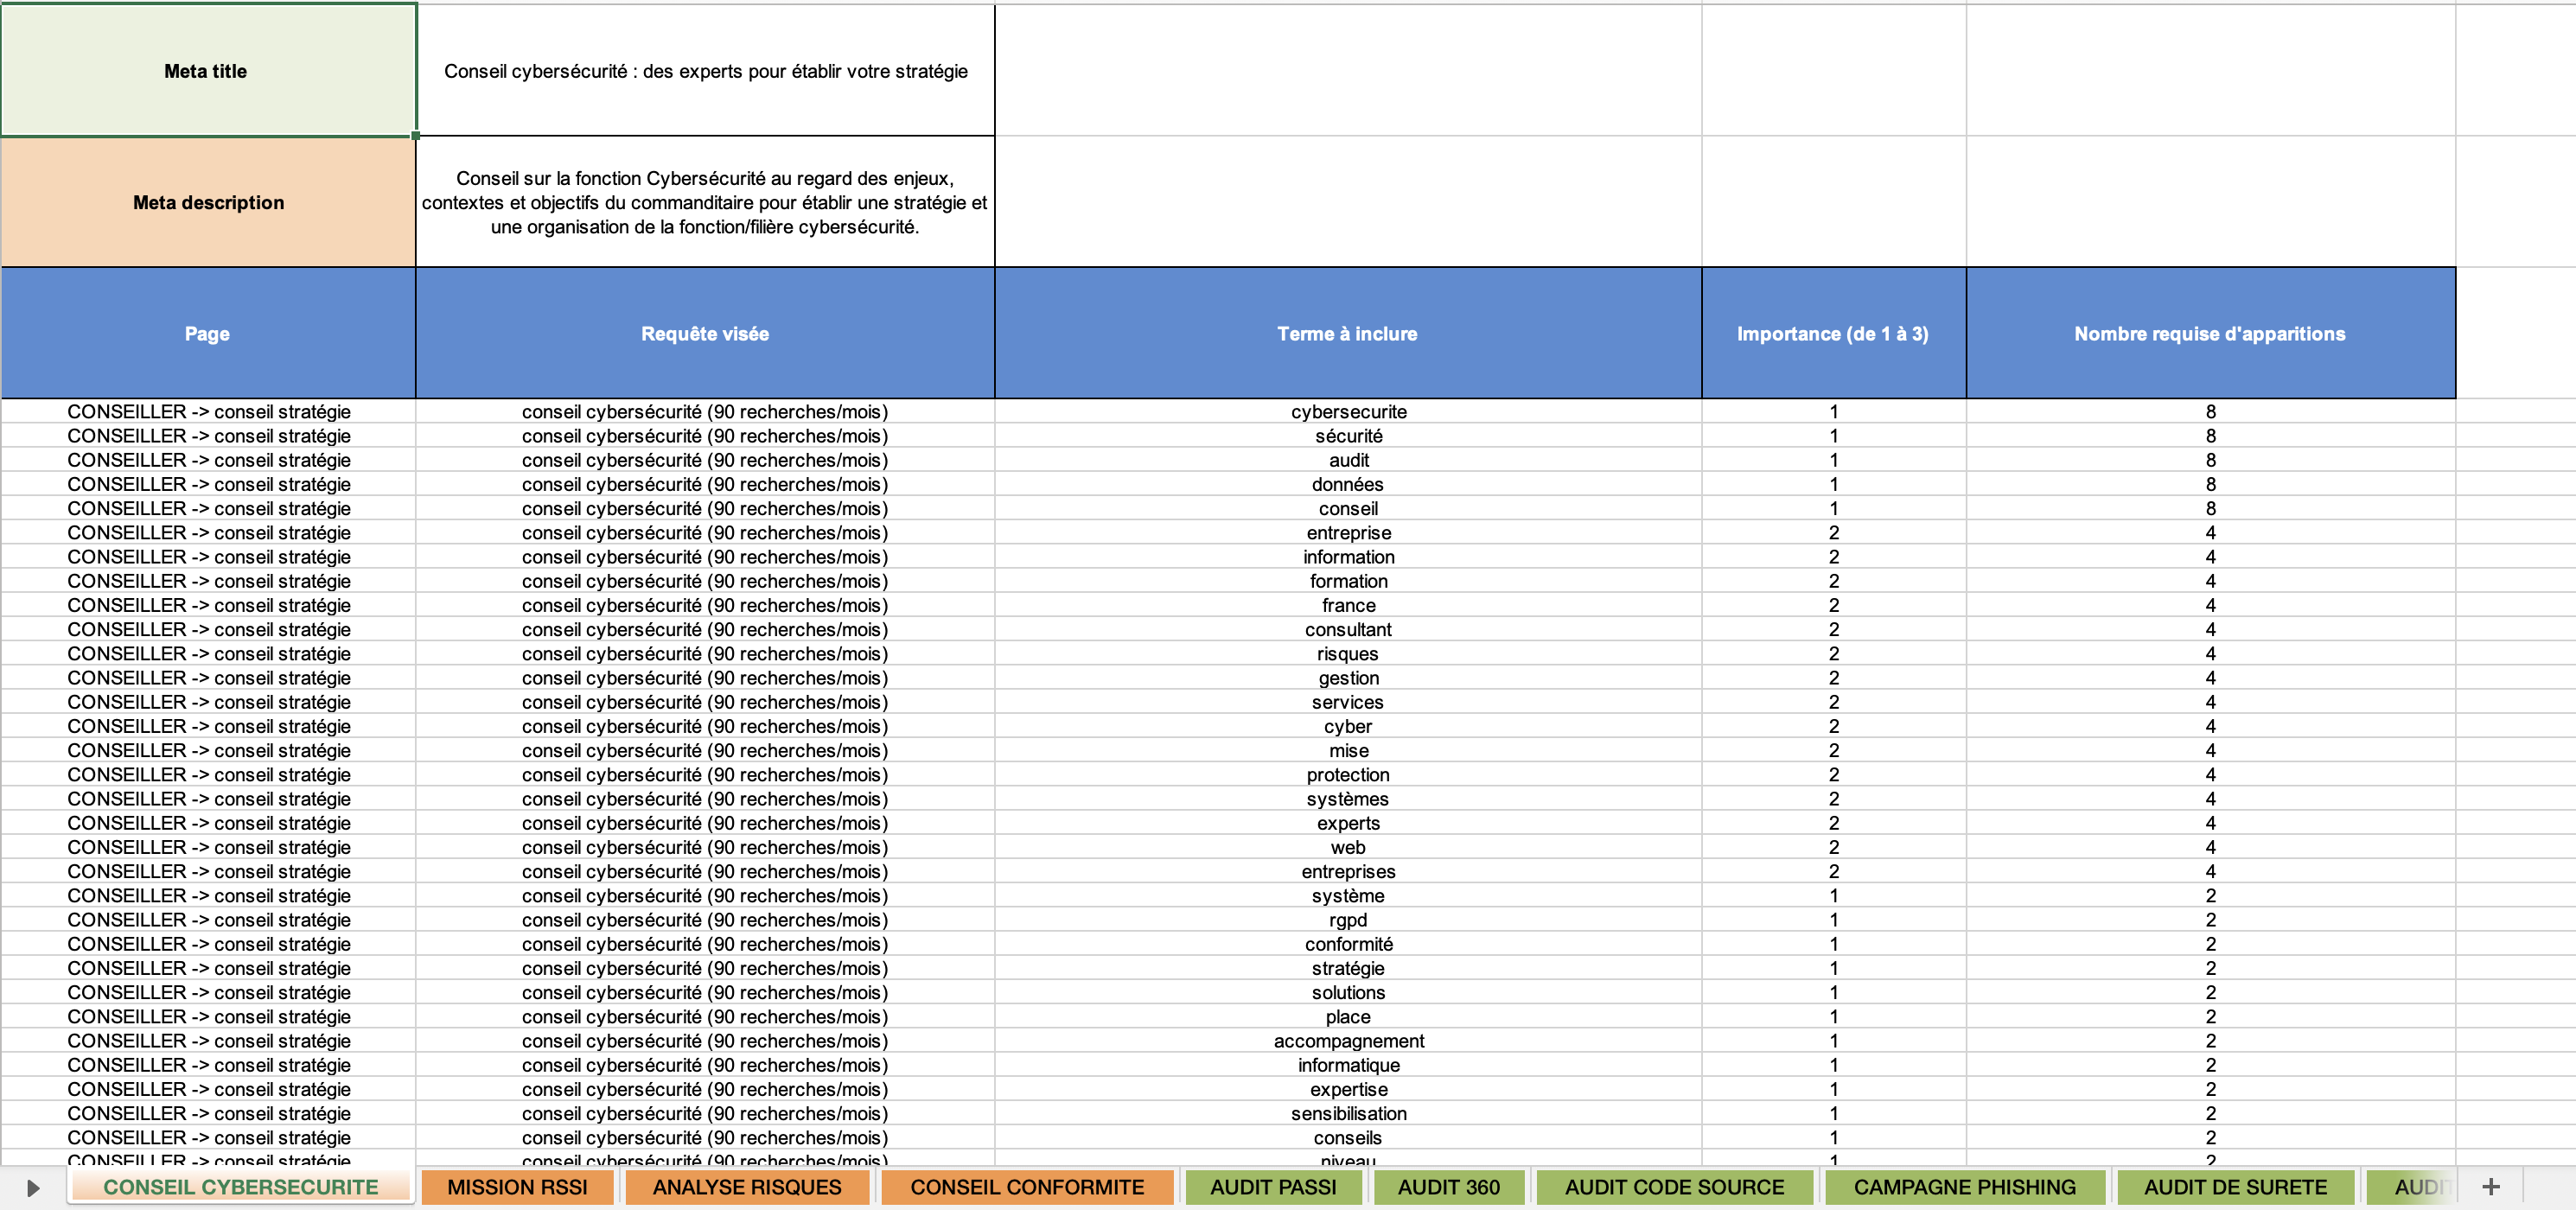 Meta title Conseil cybersécurité : des experts pour établir votre stratégie
Meta description Conseil sur la fonction Cybersécurité au regard des enjeux,
contextes et objectifs du commanditaire pour établir une stratégie et
une organisation de la fonction/filière cybersécurité.
Page Requête visée Terme à inclure Importance (de 1 à 3) Nombre requise d'apparitions
CONSEILLER -> conseil stratégie conseil cybersécurité (90 recherches/mois) cybersecurite 1 8
CONSEILLER -> conseil stratégie conseil cybersécurité (90 recherches/mois) sécurité 1 8
CONSEILLER -> conseil stratégie conseil cybersécurité (90 recherches/mois) audit 1 8
CONSEILLER -> conseil stratégie conseil cybersécurité (90 recherches/mois) données 1 8
CONSEILLER -> conseil stratégie conseil cybersécurité (90 recherches/mois) conseil 1 8
CONSEILLER -> conseil stratégie conseil cybersécurité (90 recherches/mois) entreprise 2 4
CONSEILLER -> conseil stratégie conseil cybersécurité (90 recherches/mois) information 2 4
CONSEILLER -> conseil stratégie conseil cybersécurité (90 recherches/mois) formation 2 4
CONSEILLER -> conseil stratégie conseil cybersécurité (90 recherches/mois) france 2 4
CONSEILLER -> conseil stratégie conseil cybersécurité (90 recherches/mois) consultant 2 4
CONSEILLER -> conseil stratégie conseil cybersécurité (90 recherches/mois) risques 2 4
CONSEILLER -> conseil stratégie conseil cybersécurité (90 recherches/mois) gestion 2 4
CONSEILLER -> conseil stratégie conseil cybersécurité (90 recherches/mois) services 2 4
CONSEILLER -> conseil stratégie conseil cybersécurité (90 recherches/mois) cyber 2 4
CONSEILLER -> conseil stratégie conseil cybersécurité (90 recherches/mois) mise 2 4
CONSEILLER -> conseil stratégie conseil cybersécurité (90 recherches/mois) protection 2 4
CONSEILLER -> conseil stratégie conseil cybersécurité (90 recherches/mois) systèmes 2 4
CONSEILLER -> conseil stratégie conseil cybersécurité (90 recherches/mois) experts 2 4
CONSEILLER -> conseil stratégie conseil cybersécurité (90 recherches/mois) web 2 4
CONSEILLER -> conseil stratégie conseil cybersécurité (90 recherches/mois) entreprises 2 4
CONSEILLER -> conseil stratégie conseil cybersécurité (90 recherches/mois) système 1 2
CONSEILLER -> conseil stratégie conseil cybersécurité (90 recherches/mois) rgpd 1 2
CONSEILLER -> conseil stratégie conseil cybersécurité (90 recherches/mois) conformité 1 2
CONSEILLER -> conseil stratégie conseil cybersécurité (90 recherches/mois) stratégie 1 2
CONSEILLER -> conseil stratégie conseil cybersécurité (90 recherches/mois) solutions 1 2
CONSEILLER -> conseil stratégie conseil cybersécurité (90 recherches/mois) place 1 2
CONSEILLER -> conseil stratégie conseil cybersécurité (90 recherches/mois) accompagnement 1 2
CONSEILLER -> conseil stratégie conseil cybersécurité (90 recherches/mois) informatique 1 2
CONSEILLER -> conseil stratégie conseil cybersécurité (90 recherches/mois) expertise 1 2
CONSEILLER -> conseil stratégie conseil cybersécurité (90 recherches/mois) sensibilisation 1 2
CONSEILLER -> conseil stratégie conseil cybersécurité (90 recherches/mois) conseils 1 2
CONSEILLER -> conseil stratégie conseil cybersécurité (90 recherches/mois) niveau 1 2
CONSEIL CYBERSECURITE MISSION RSSI ANALYSE RISQUES CONSEIL CONFORMITE AUDIT PASSI AUDIT 360 AUDIT CODE SOURCE CAMPAGNE PHISHING AUDIT DE SURETE AUDIT +